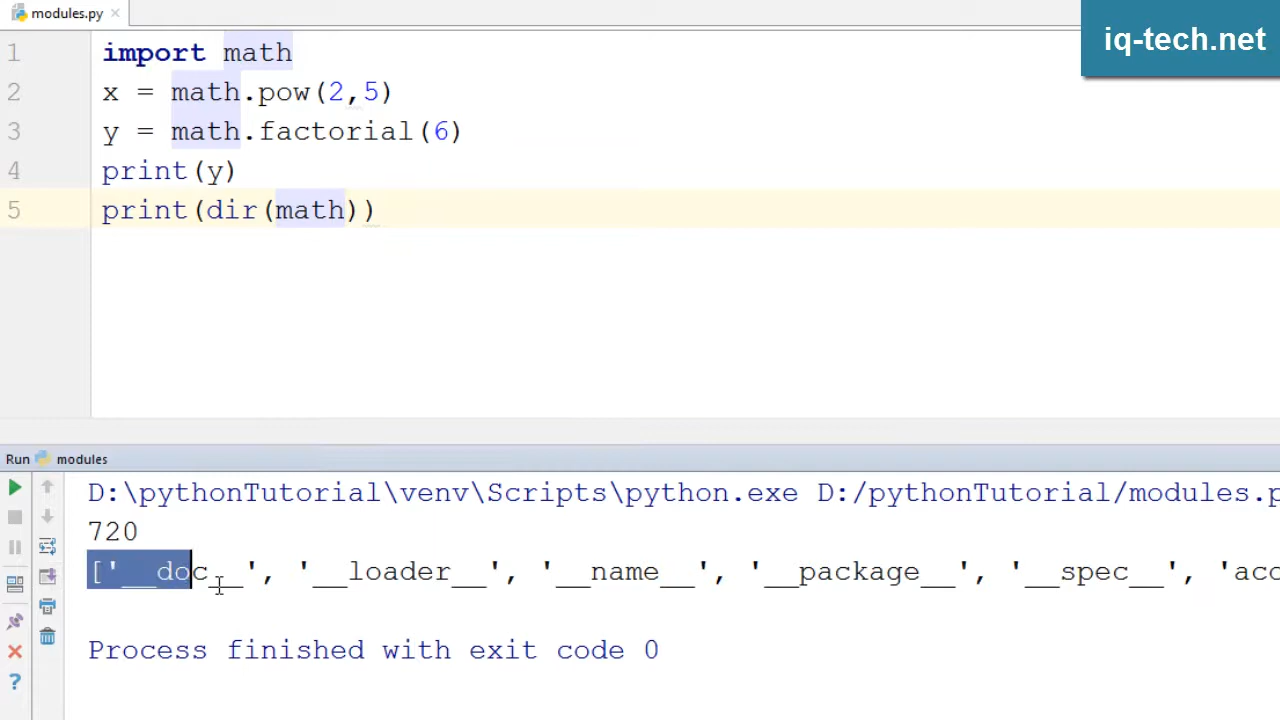 modules.py
iq-tech.net
1 import math
2 x = math.pow(2,5)
3 y = math.factorial(6)
4 print(y)
5 print(dir(math))
Run modules
D:\pythonTutorial\venv\Scripts\python.exe D:/pythonTutorial/modules.p
720
['__doc__', '__loader__', '__name__', '__package__', '__spec__', 'aco
Process finished with exit code 0